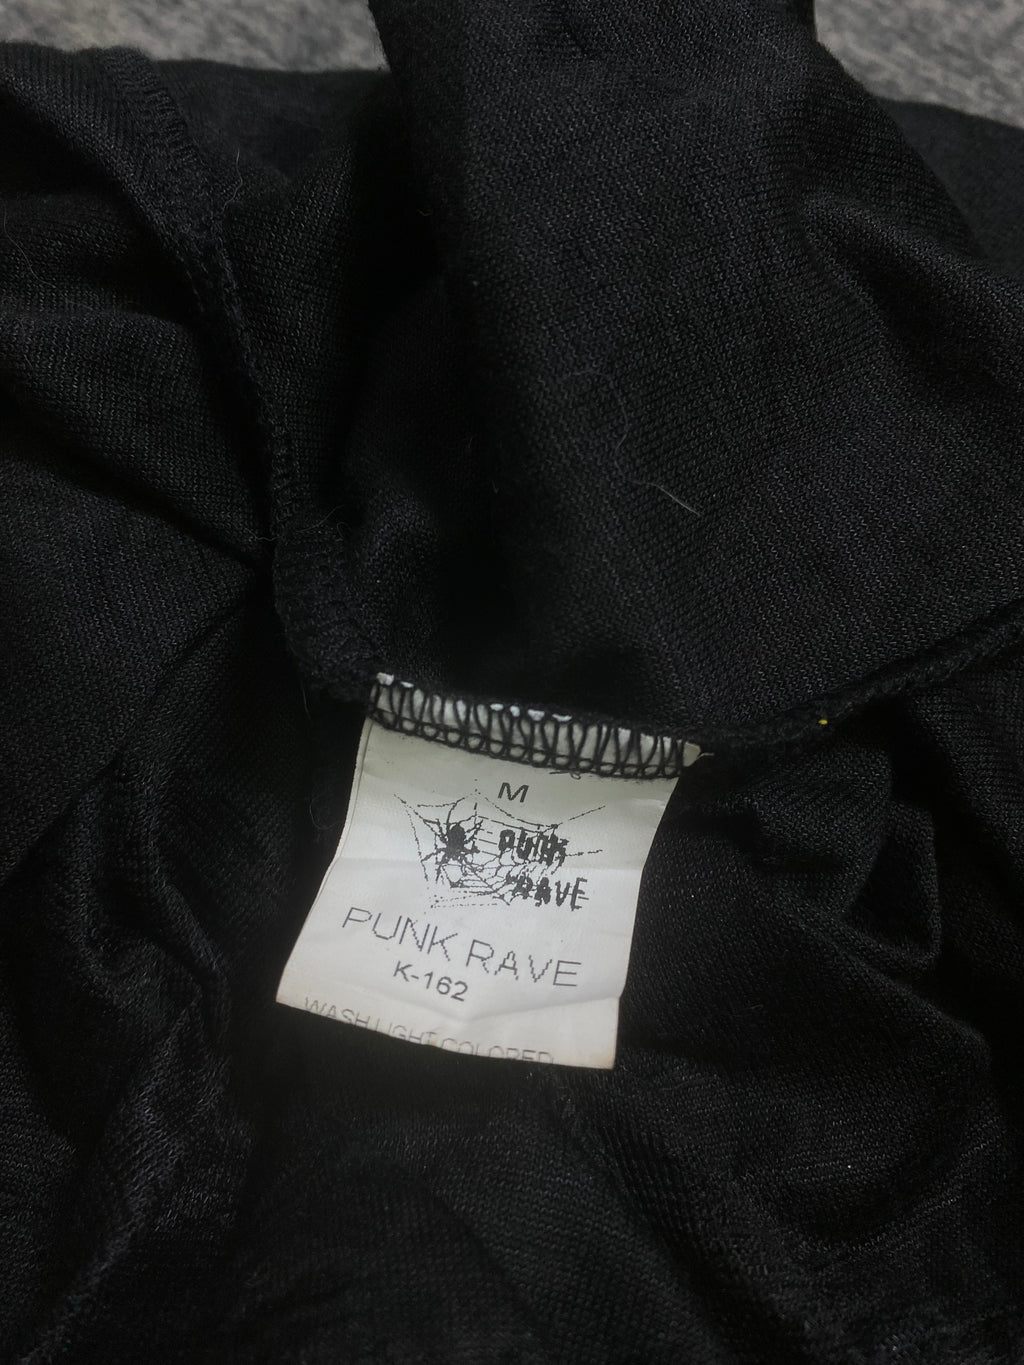 M
PUNK
RAVE
PUNK RAVE
K-162
WASH LIGHT COLORED